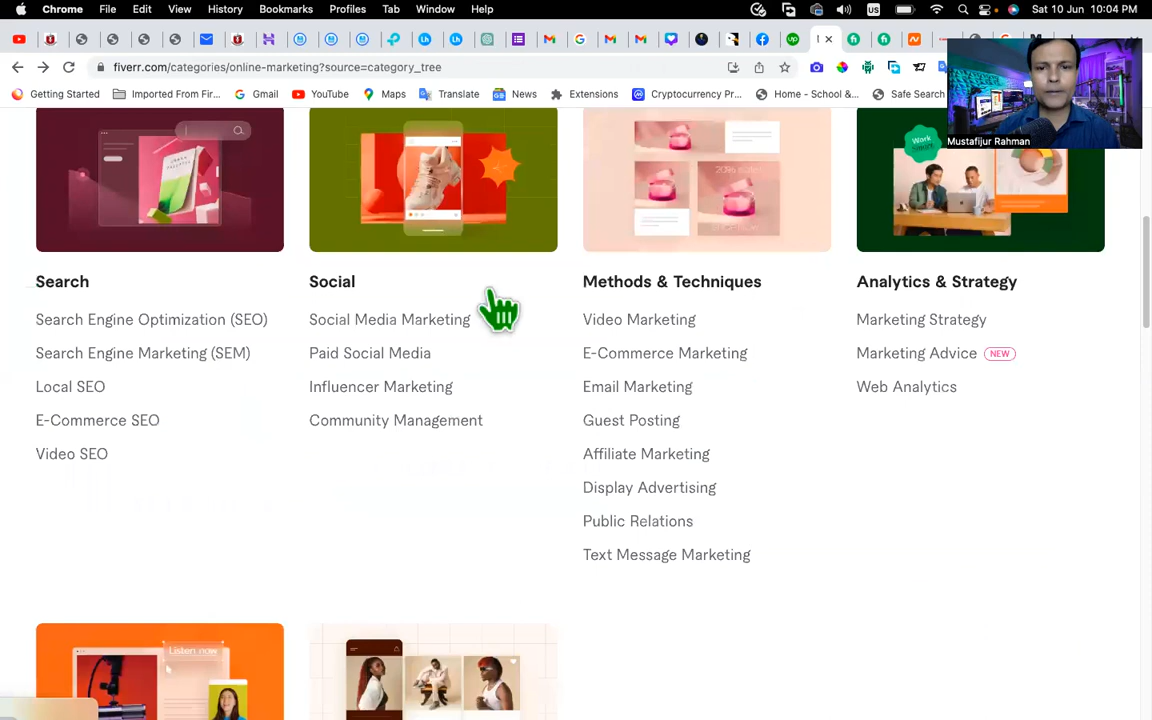 Chrome File Edit View History Bookmarks Profiles Tab Window Help US Sat 10 Jun 10:04 PM
fiverr.com/categories/online-marketing?source=category_tree
Getting Started Imported From Fir... Gmail YouTube Maps Translate News Extensions Cryptocurrency Pr... Home - School &... Safe Search
Mustafijur Rahman
Work Smart
Search
Search Engine Optimization (SEO)
Search Engine Marketing (SEM)
Local SEO
E-Commerce SEO
Video SEO
Social
Social Media Marketing
Paid Social Media
Influencer Marketing
Community Management
Methods & Techniques
Video Marketing
E-Commerce Marketing
Email Marketing
Guest Posting
Affiliate Marketing
Display Advertising
Public Relations
Text Message Marketing
Analytics & Strategy
Marketing Strategy
Marketing Advice NEW
Web Analytics
Listen now